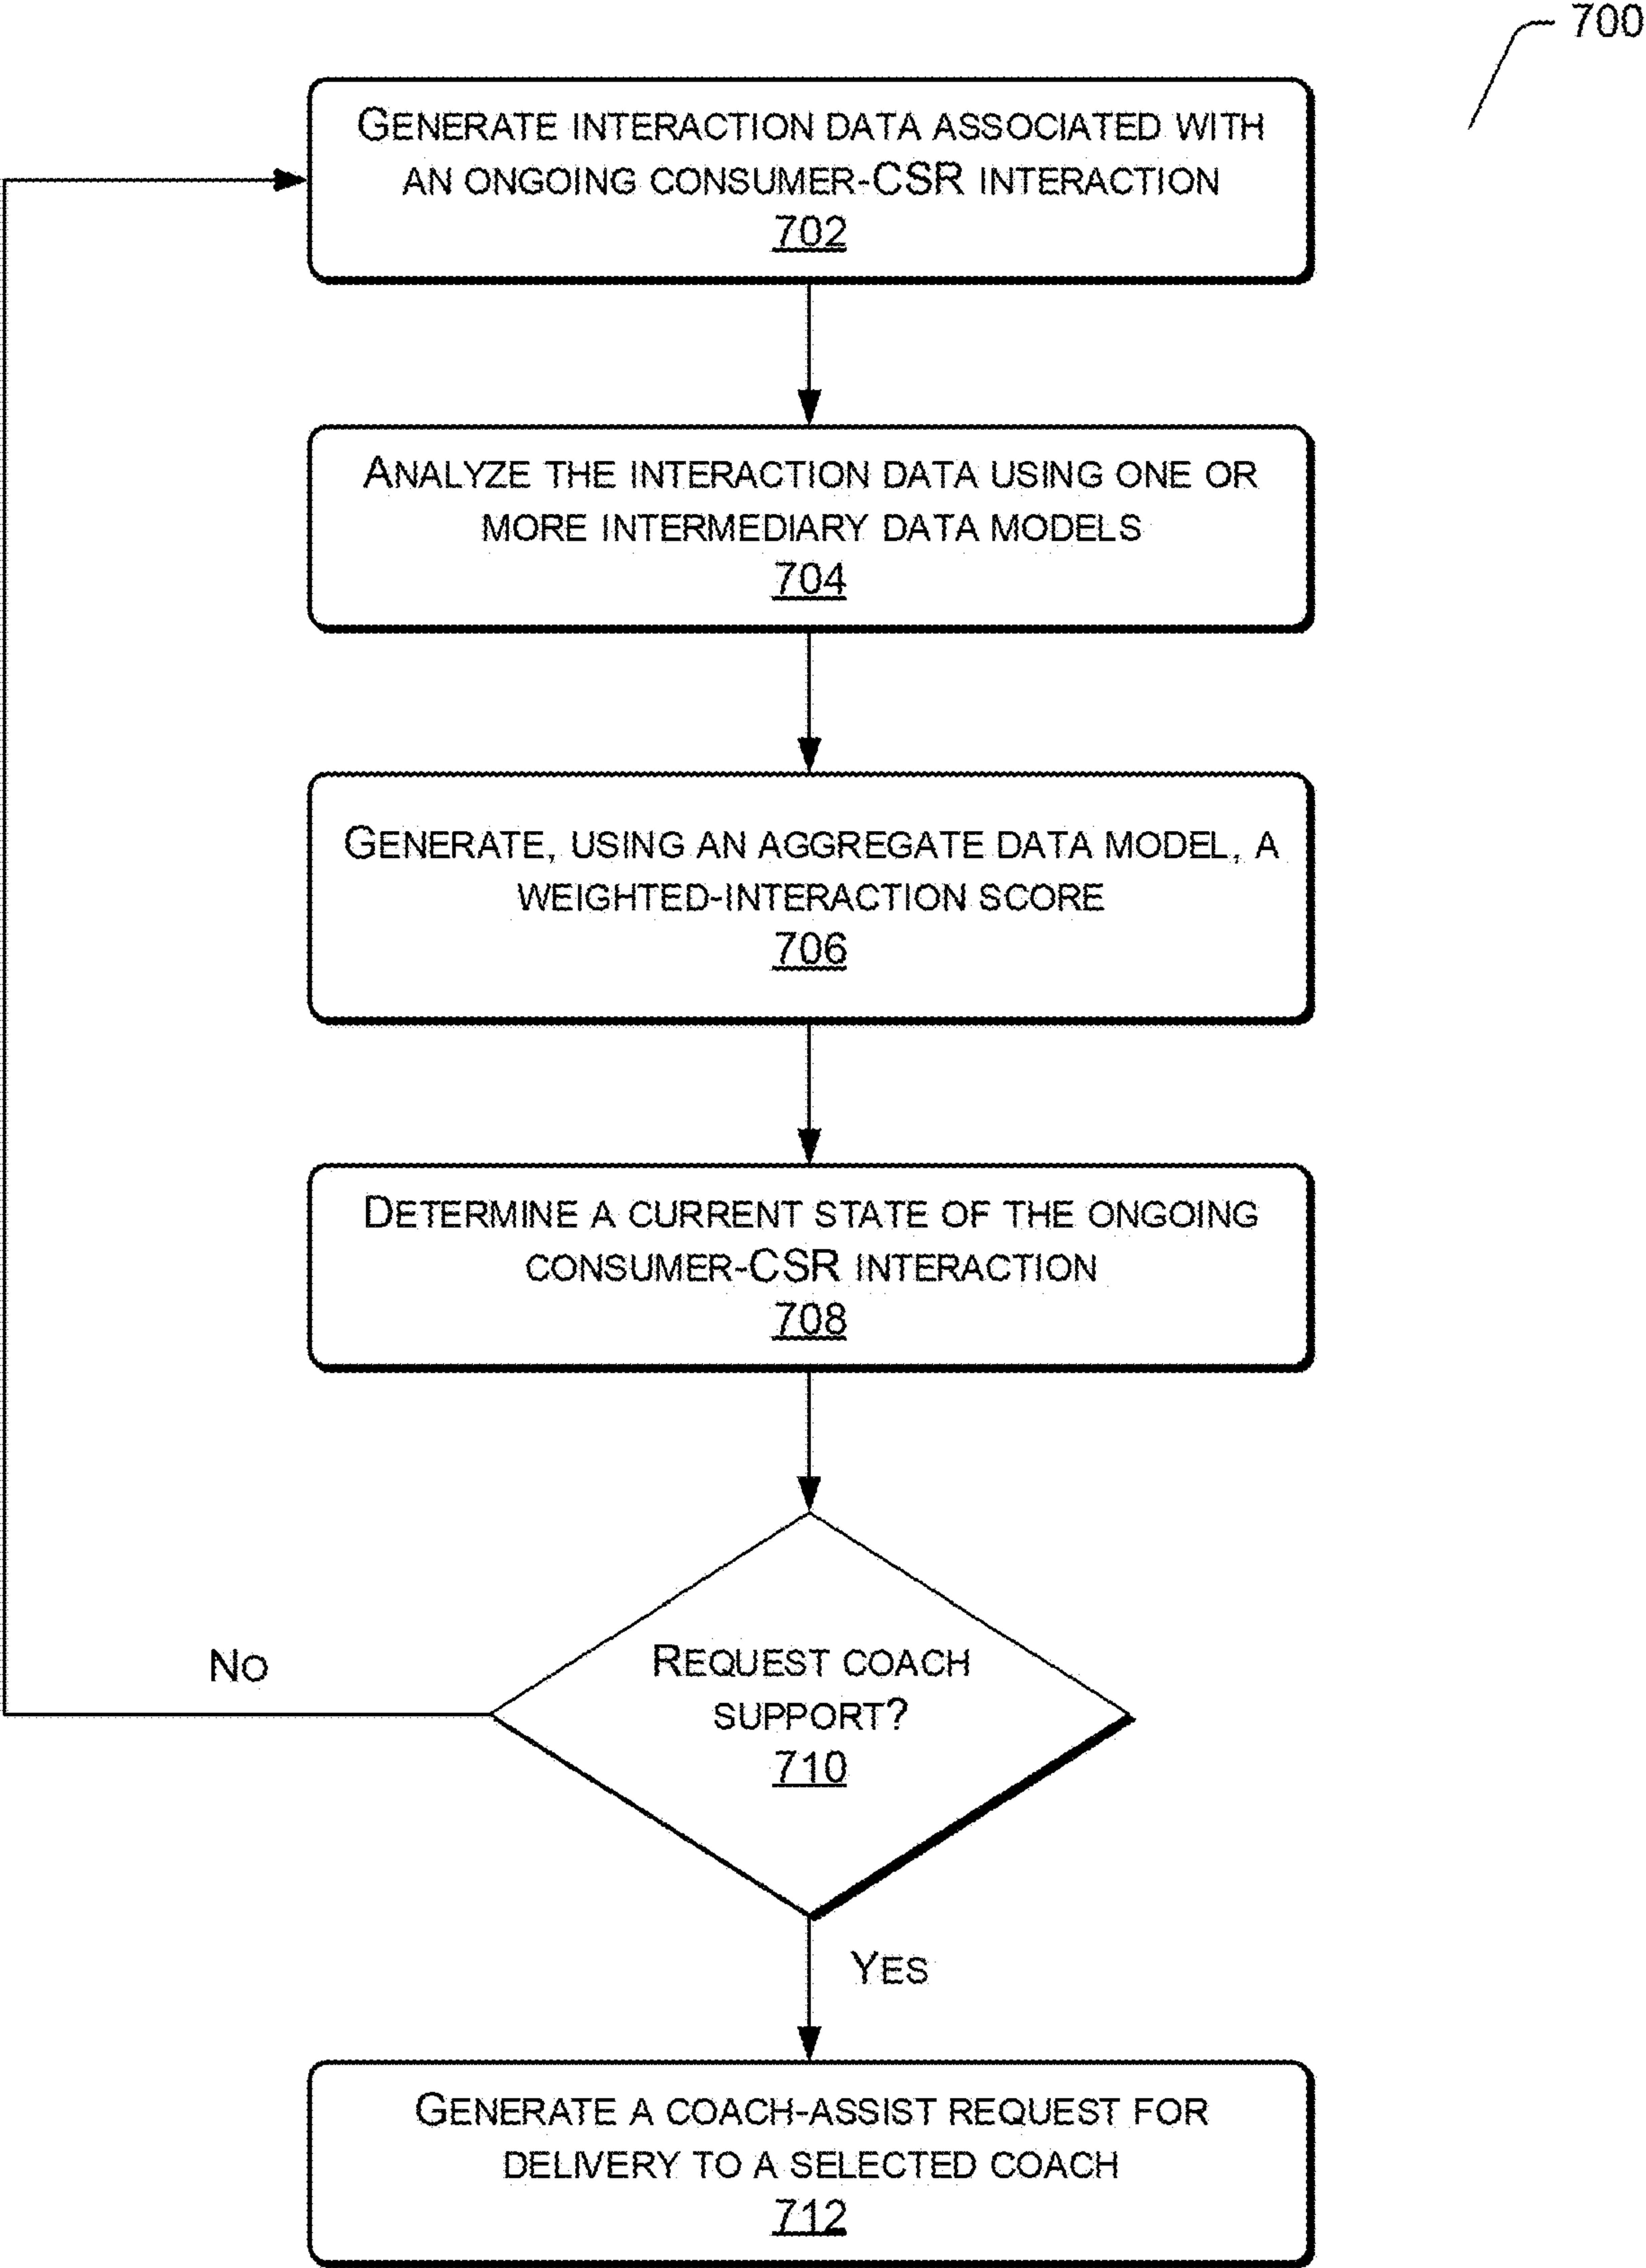 700
GENERATE INTERACTION DATA ASSOCIATED WITH
AN ONGOING CONSUMER-CSR INTERACTION
702
ANALYZE THE INTERACTION DATA USING ONE OR
MORE INTERMEDIARY DATA MODELS
704
GENERATE, USING AN AGGREGATE DATA MODEL, A
WEIGHTED-INTERACTION SCORE
706
DETERMINE A CURRENT STATE OF THE ONGOING
CONSUMER-CSR INTERACTION
708
NO
REQUEST COACH
SUPPORT?
710
YES
GENERATE A COACH-ASSIST REQUEST FOR
DELIVERY TO A SELECTED COACH
712